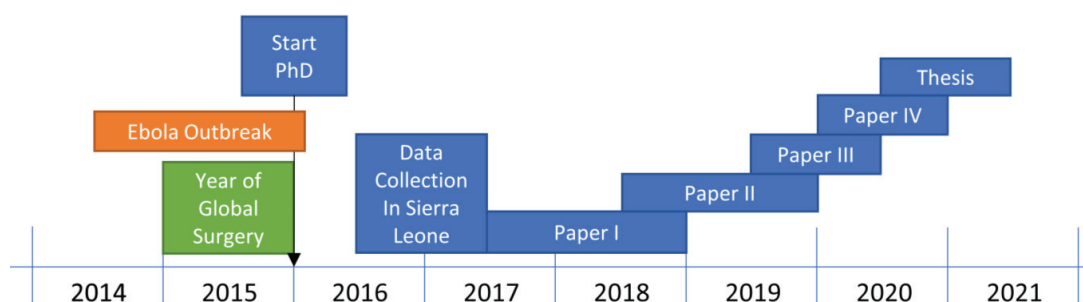 Start
PhD
Thesis
Ebola Outbreak
Paper IV
Data
Collection
In Sierra
Leone
Paper III
Year of
Global
Surgery
Paper II
Paper I
2014
2015
2016
2017
2018
2019
2020
2021